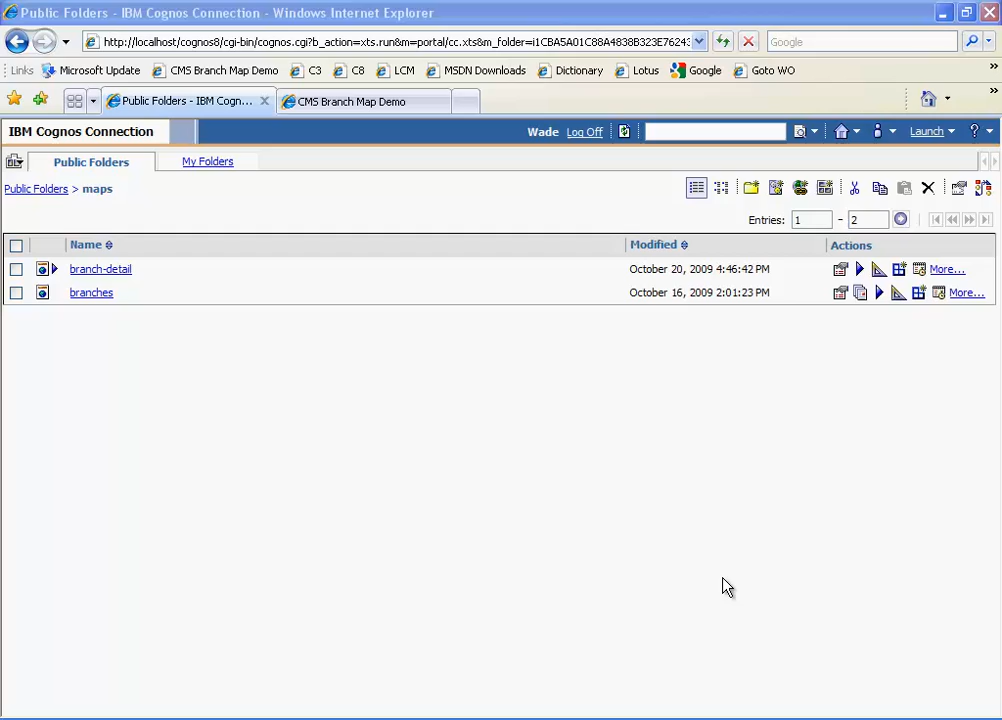 Public Folders - IBM Cognos Connection - Windows Internet Explorer
http://localhost/cognos8/cgi-bin/cognos.cgi?b_action=xts.run&m=portal/cc.xts&m_folder=i1CBA5A01C88A4838B323E76243 Google
Links Microsoft Update CMS Branch Map Demo C3 C8 LCM MSDN Downloads Dictionary Lotus Google Goto WO »
Public Folders - IBM Cogn... CMS Branch Map Demo »
IBM Cognos Connection Wade Log Off Launch ?
Public Folders My Folders
Public Folders > maps
Entries: 1 - 2
Name Modified Actions
branch-detail October 20, 2009 4:46:42 PM More...
branches October 16, 2009 2:01:23 PM More...